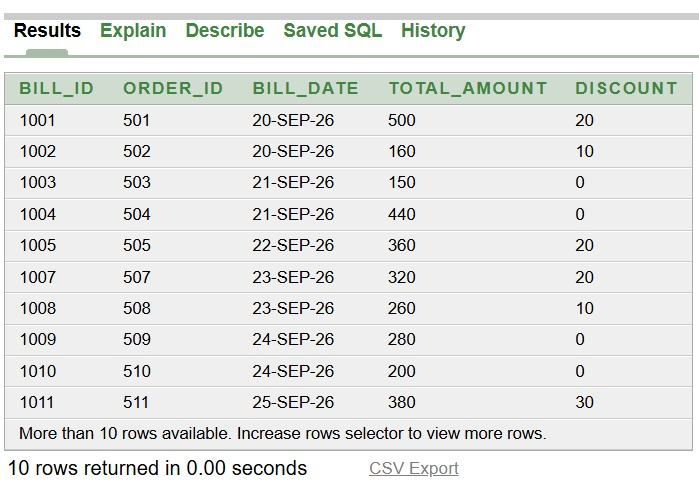 Results Explain Describe Saved SQL History
BILL_ID ORDER_ID BILL_DATE TOTAL_AMOUNT DISCOUNT
1001 501 20-SEP-26 500 20
1002 502 20-SEP-26 160 10
1003 503 21-SEP-26 150 0
1004 504 21-SEP-26 440 0
1005 505 22-SEP-26 360 20
1007 507 23-SEP-26 320 20
1008 508 23-SEP-26 260 10
1009 509 24-SEP-26 280 0
1010 510 24-SEP-26 200 0
1011 511 25-SEP-26 380 30
More than 10 rows available. Increase rows selector to view more rows.
10 rows returned in 0.00 seconds CSV Export